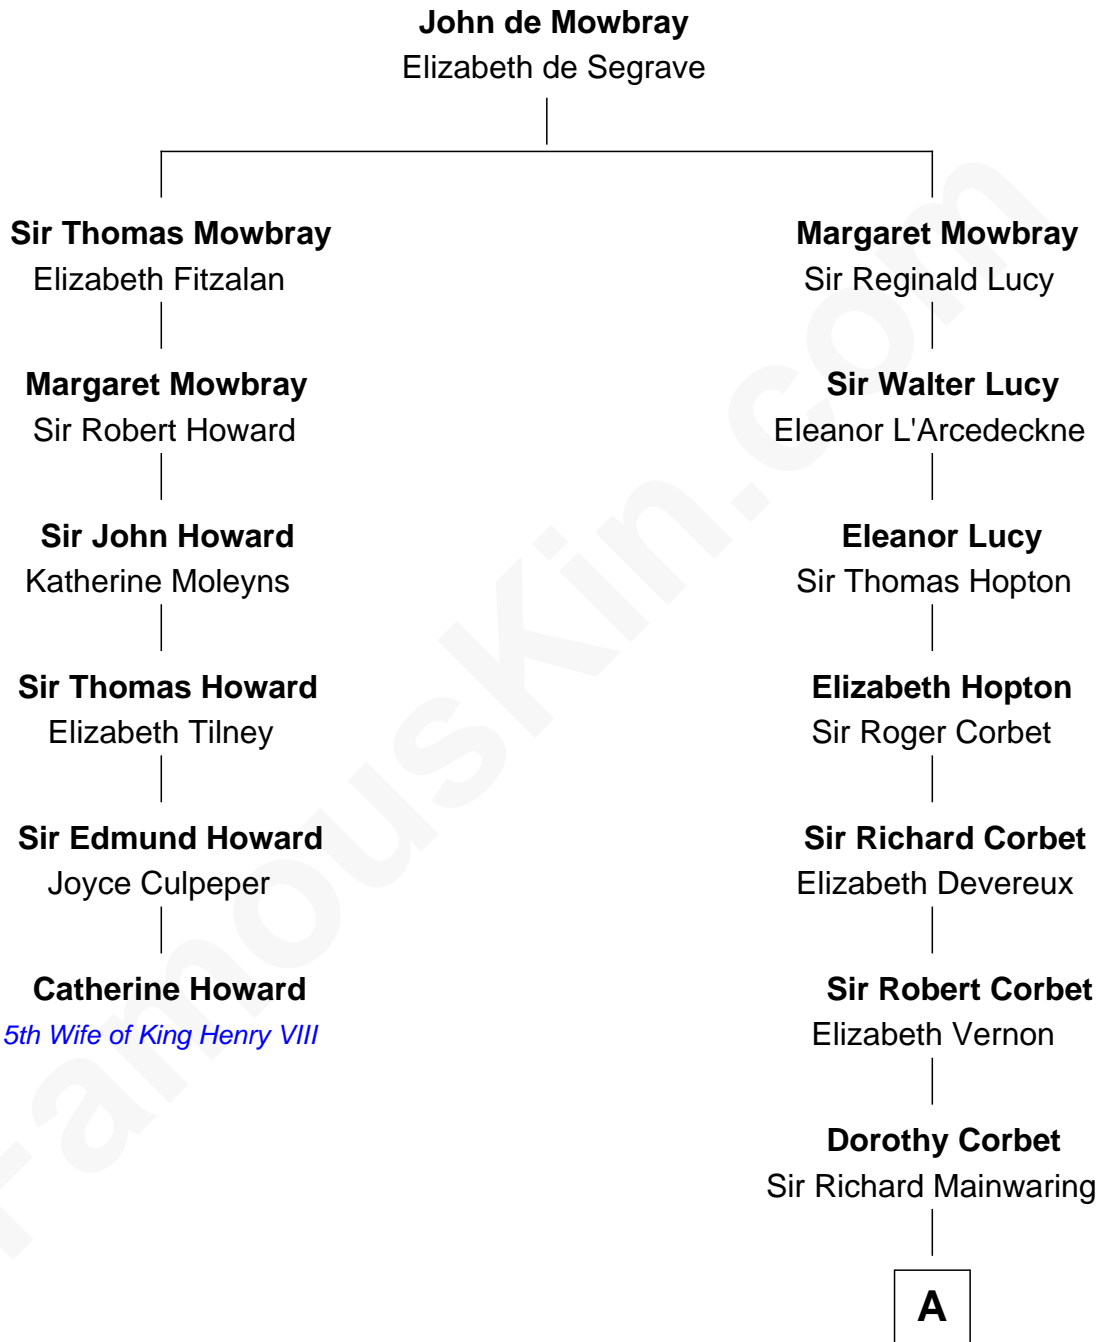 John de Mowbray
Elizabeth de Segrave
Sir Thomas Mowbray
Elizabeth Fitzalan
Margaret Mowbray
Sir Robert Howard
Sir John Howard
Katherine Moleyns
Sir Thomas Howard
Elizabeth Tilney
Sir Edmund Howard
Joyce Culpeper
Catherine Howard
5th Wife of King Henry VIII
Margaret Mowbray
Sir Reginald Lucy
Sir Walter Lucy
Eleanor L'Arcedeckne
Eleanor Lucy
Sir Thomas Hopton
Elizabeth Hopton
Sir Roger Corbet
Sir Richard Corbet
Elizabeth Devereux
Sir Robert Corbet
Elizabeth Vernon
Dorothy Corbet
Sir Richard Mainwaring
A
FamousKin.com